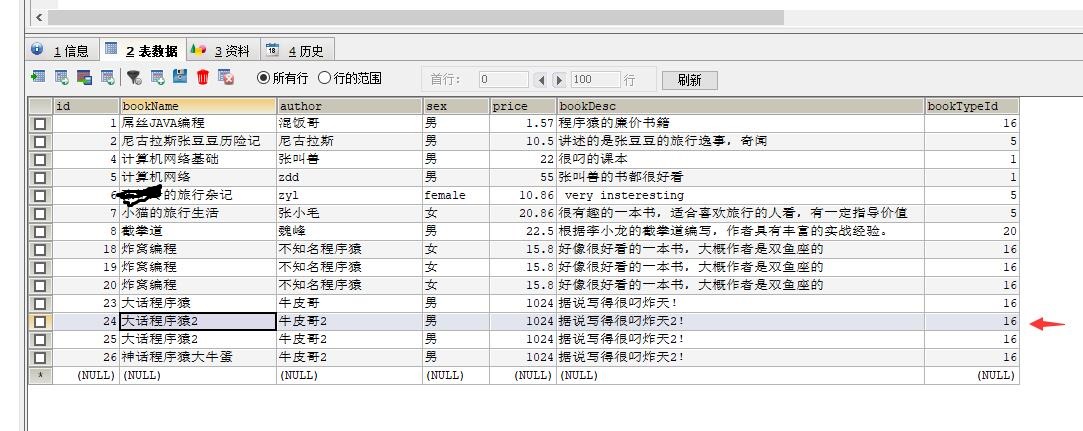 1 信息 2 表数据 3 资料 18 4 历史
所有行 行的范围 首行: 0 100 行 刷新
id bookName author sex price bookDesc bookTypeId
1 屌丝JAVA编程 混饭哥 男 1.57 程序猿的廉价书籍 16
2 尼古拉斯张豆豆历险记 尼古拉斯 男 10.5 讲述的是张豆豆的旅行逸事，奇闻 5
4 计算机网络基础 张叫兽 男 22 很叼的课本 1
5 计算机网络 zdd 男 55 张叫兽的书都很好看 1
6 的旅行杂记 zyl female 10.86 very insteresting 5
7 小猫的旅行生活 张小毛 女 20.86 很有趣的一本书，适合喜欢旅行的人看，有一定指导价值 5
8 截拳道 魏峰 男 22.5 根据李小龙的截拳道编写，作者具有丰富的实战经验。 20
18 炸窝编程 不知名程序猿 女 15.8 好像很好看的一本书，大概作者是双鱼座的 16
19 炸窝编程 不知名程序猿 女 15.8 好像很好看的一本书，大概作者是双鱼座的 16
20 炸窝编程 不知名程序猿 女 15.8 好像很好看的一本书，大概作者是双鱼座的 16
23 大话程序猿 牛皮哥 男 1024 据说写得很叼炸天! 16
24 大话程序猿2 牛皮哥2 男 1024 据说写得很叼炸天2! 16
25 大话程序猿2 牛皮哥2 男 1024 据说写得很叼炸天2! 16
26 神话程序猿大牛蛋 牛皮哥2 男 1024 据说写得很叼炸天2! 16
* (NULL) (NULL) (NULL) (NULL) (NULL) (NULL) (NULL)